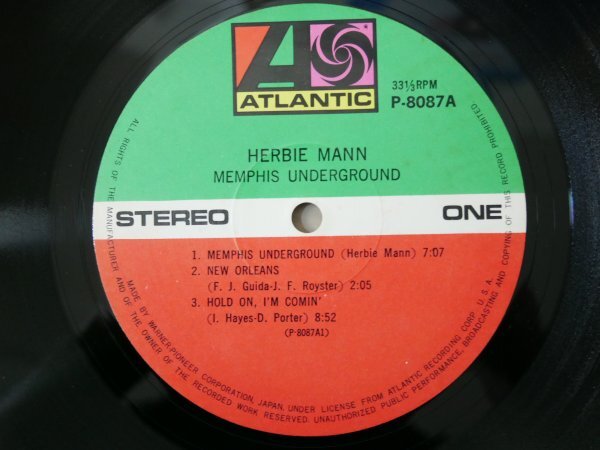 ATLANTIC
33⅓RPM
P-8087A
HERBIE MANN
MEMPHIS UNDERGROUND
STEREO ONE
1. MEMPHIS UNDERGROUND (Herbie Mann) 7:07
2. NEW ORLEANS
(F. J. Guida-J. F. Royster) 2:05
3. HOLD ON, I'M COMIN'
(I. Hayes-D. Porter) 8:52
(P-8087A1)
MADE BY WARNER-PIONEER CORPORATION, JAPAN, UNDER LICENSE FROM ATLANTIC RECORDING CORP. U.S.A.
ALL RIGHTS OF THE MANUFACTURER AND OF THE OWNER OF THE RECORDED WORK RESERVED. UNAUTHORIZED PUBLIC PERFORMANCE, BROADCASTING AND COPYING OF THIS RECORD PROHIBITED.